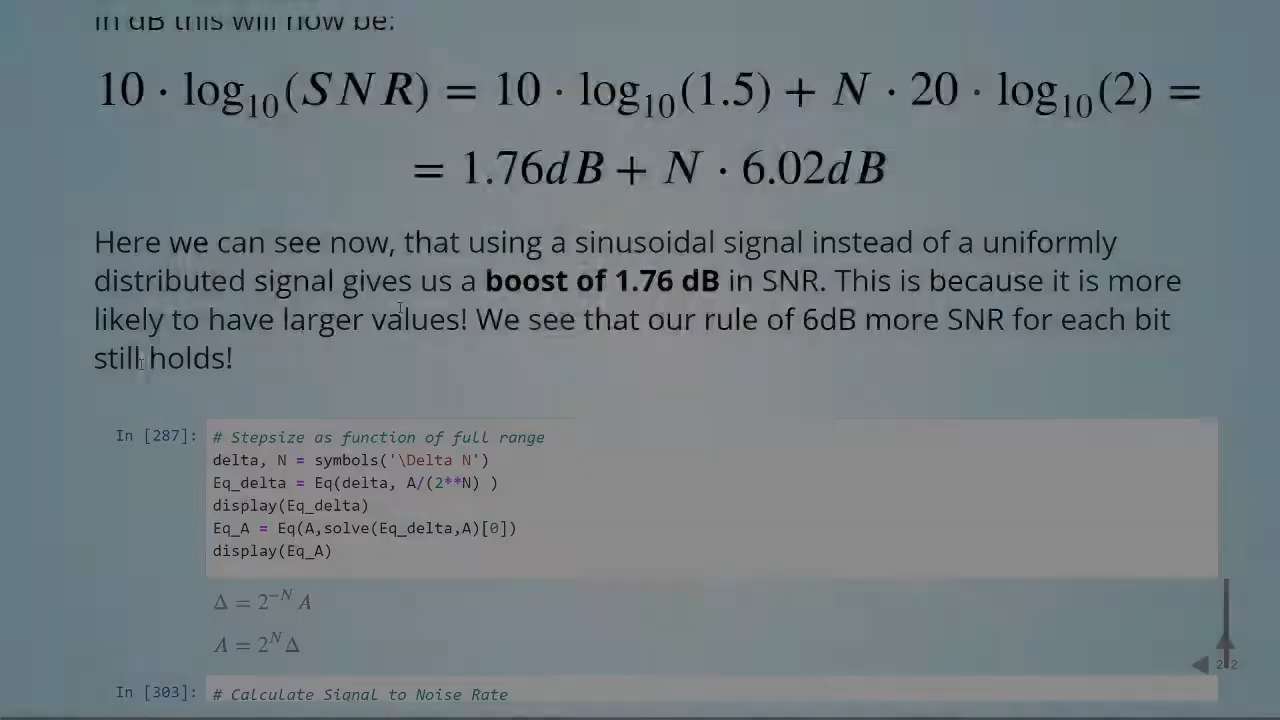 in dB this will now be:
10 · log₁₀(SNR) = 10 · log₁₀(1.5) + N · 20 · log₁₀(2) =
= 1.76dB + N · 6.02dB
Here we can see now, that using a sinusoidal signal instead of a uniformly
distributed signal gives us a boost of 1.76 dB in SNR. This is because it is more
likely to have larger values! We see that our rule of 6dB more SNR for each bit
still holds!
In [287]: # Stepsize as function of full range
delta, N = symbols('\Delta N')
Eq_delta = Eq(delta, A/(2**N) )
display(Eq_delta)
Eq_A = Eq(A,solve(Eq_delta,A)[0])
display(Eq_A)
Δ = 2⁻ᴺ A
A = 2ᴺ Δ
In [303]: # Calculate Signal to Noise Rate